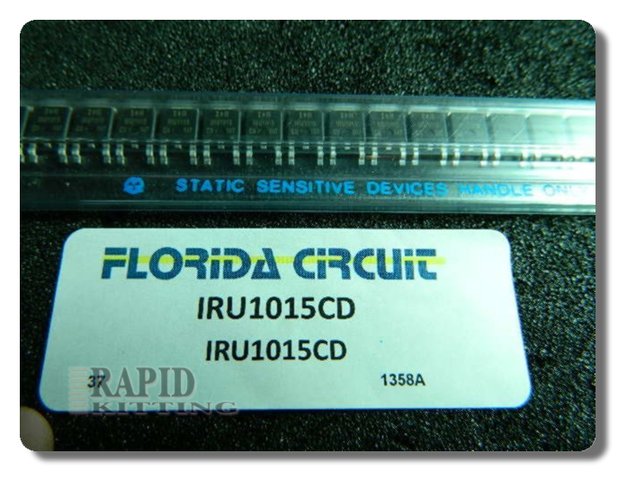 STATIC SENSITIVE DEVICES HANDLE ONLY
FLORIDA CIRCUIT
IRU1015CD
IRU1015CD
37
1358A
RAPID
KITTING